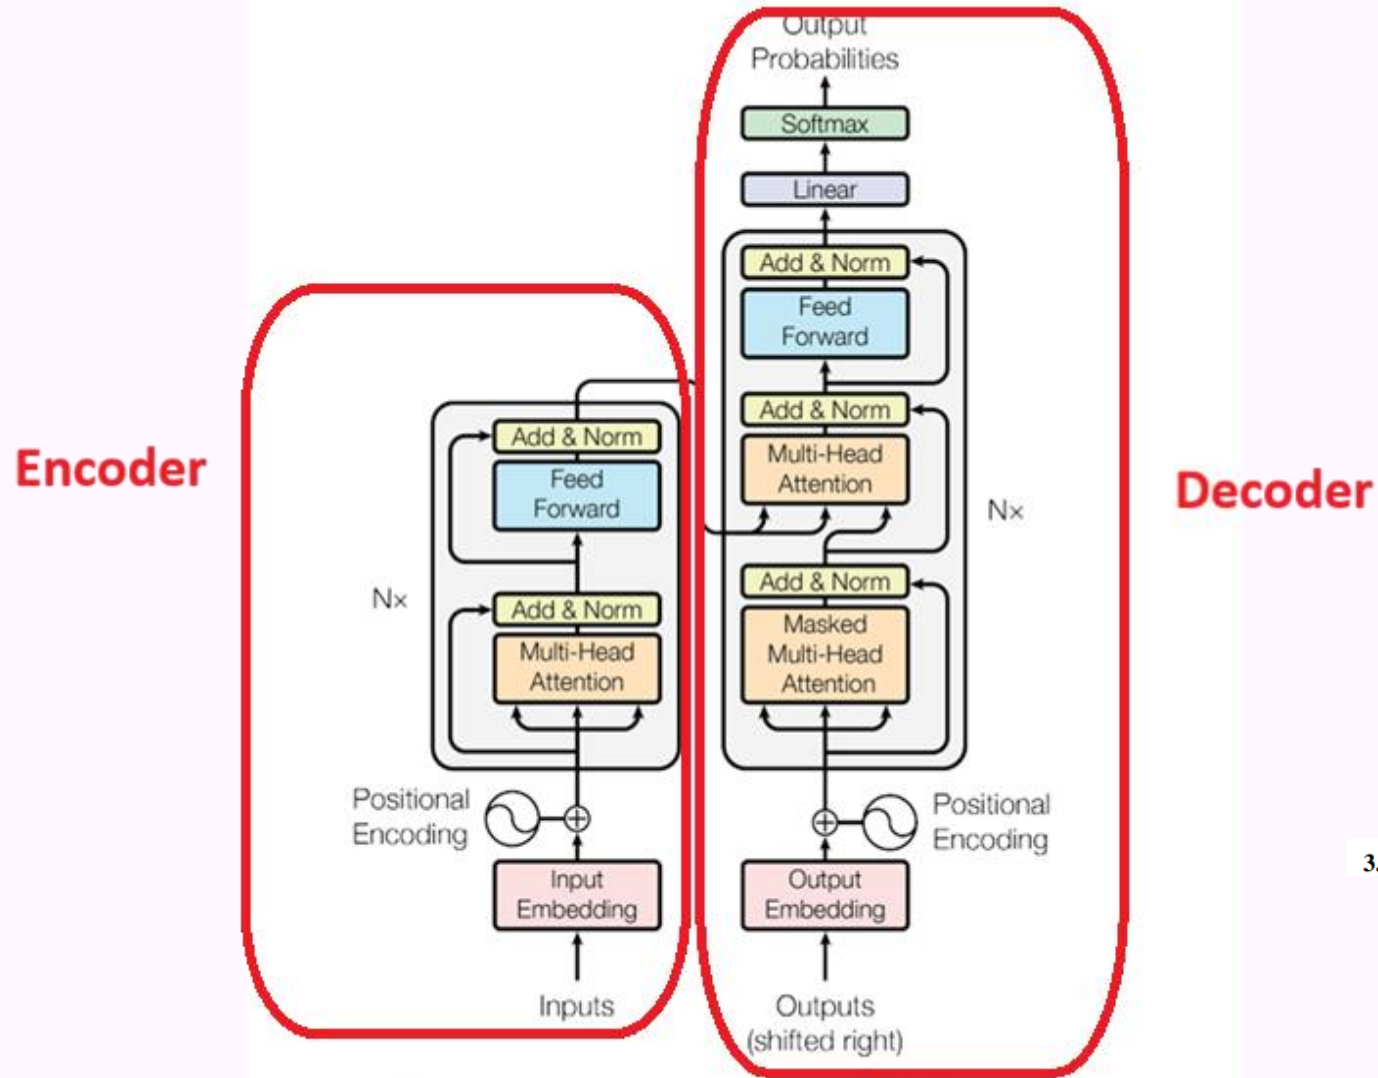 Encoder
Add & Norm
Feed
Forward
N×
Add & Norm
Multi-Head
Attention
Positional
Encoding
Input
Embedding
Inputs
Output
Probabilities
Softmax
Linear
Add & Norm
Feed
Forward
Add & Norm
Multi-Head
Attention
N×
Add & Norm
Masked
Multi-Head
Attention
Positional
Encoding
Output
Embedding
Outputs
(shifted right)
Decoder
3.